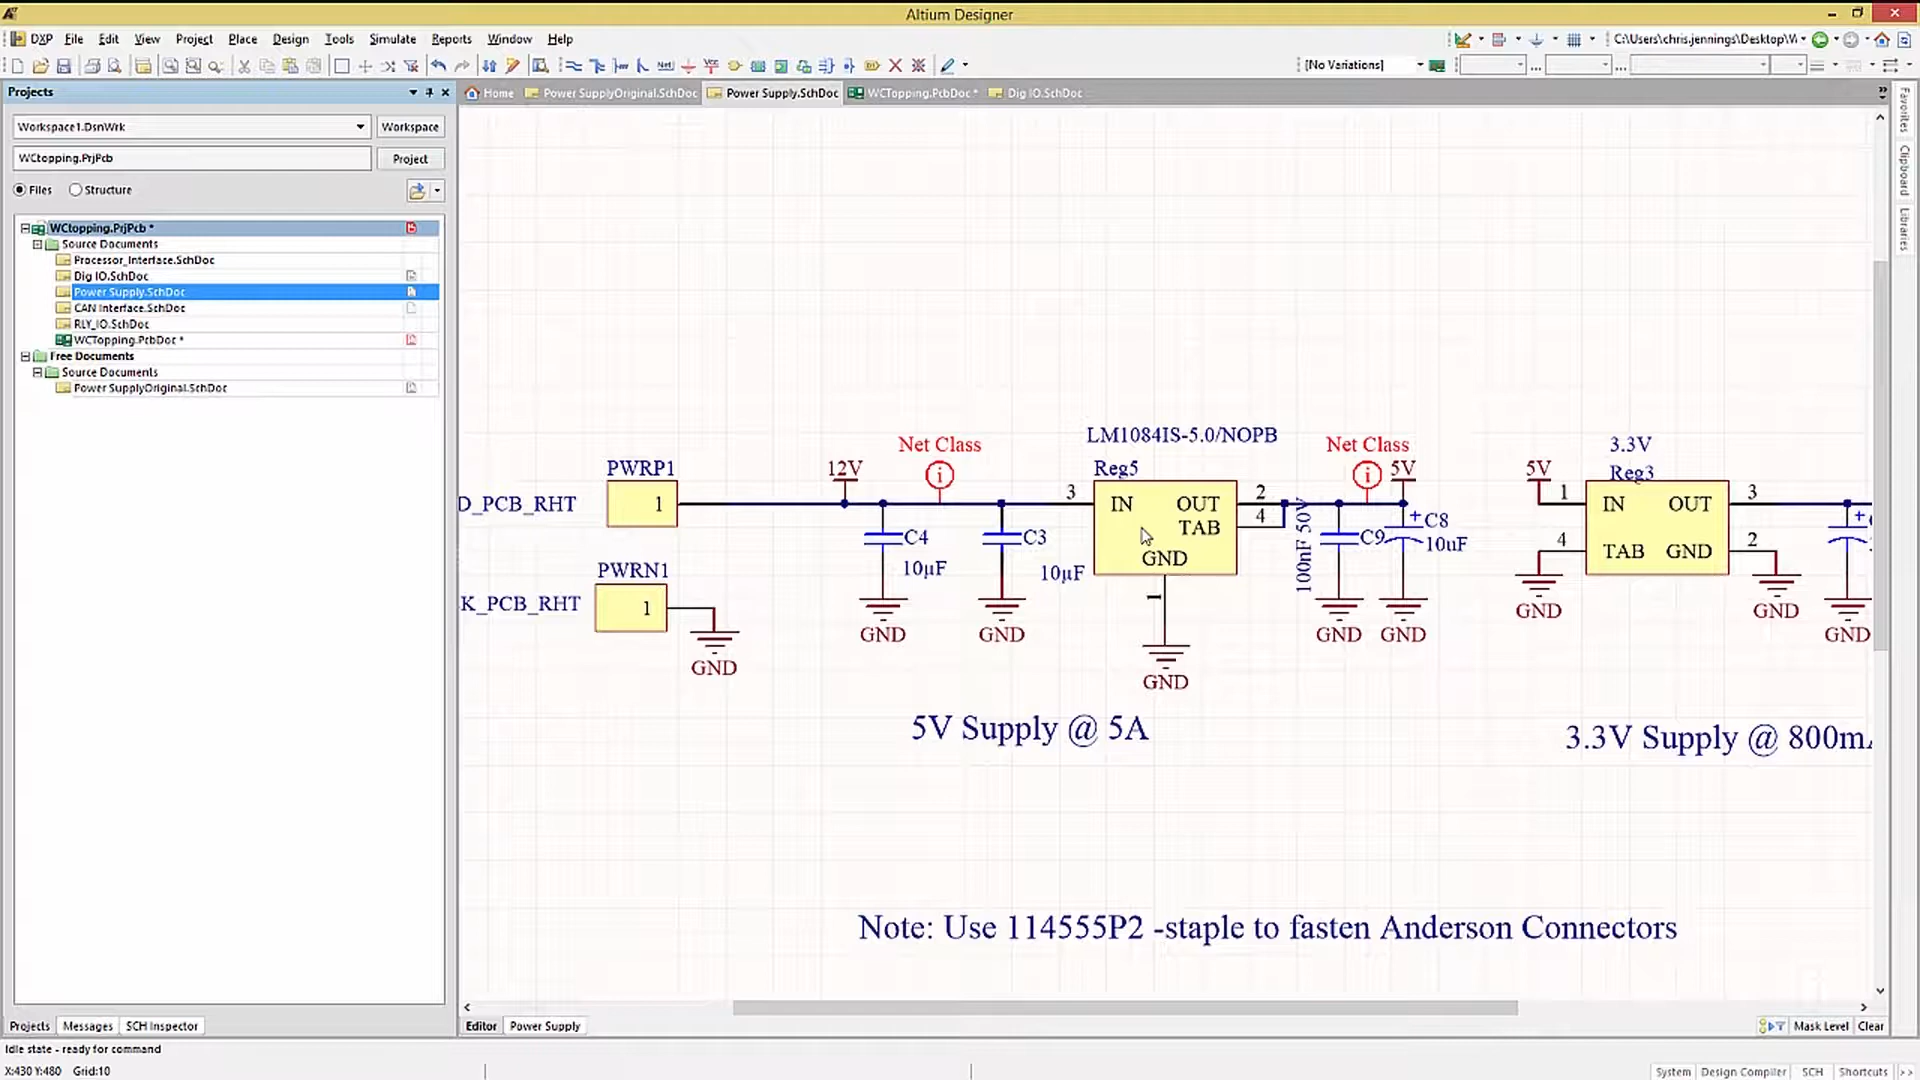 Altium Designer
DXP File Edit View Project Place Design Tools Simulate Reports Window Help
C:\Users\chris.jennings\Desktop\
[No Variations]
... ...
Projects
Home Power SupplyOriginal.SchDoc Power Supply.SchDoc WCTopping.PcbDoc * Dig IO.SchDoc
Workspace1.DsnWrk Workspace
WCtopping.PrjPcb Project
Files Structure
WCtopping.PrjPcb *
Source Documents
Processor_Interface.SchDoc
Dig IO.SchDoc
Power Supply.SchDoc
CAN Interface.SchDoc
RLY_IO.SchDoc
WCTopping.PcbDoc *
Free Documents
Source Documents
Power SupplyOriginal.SchDoc
Favorites
Clipboard
Libraries
D_PCB_RHT
PWRP1
1
K_PCB_RHT
PWRN1
1
GND
12V
Net Class
C4
10µF
GND
C3
10µF
GND
LM1084IS-5.0/NOPB
Reg5
3 IN OUT 2
TAB 4
GND
1
GND
Net Class
5V
100nF 50V
C9
GND
+ C8
10uF
GND
5V Supply @ 5A
3.3V
Reg3
5V
1 IN OUT 3
4 TAB GND 2
GND
GND
+
GND
3.3V Supply @ 800m
Note: Use 114555P2 -staple to fasten Anderson Connectors
Projects Messages SCH Inspector
Editor Power Supply
Mask Level Clear
Idle state - ready for command
X:430 Y:480 Grid:10
System Design Compiler SCH Shortcuts >>